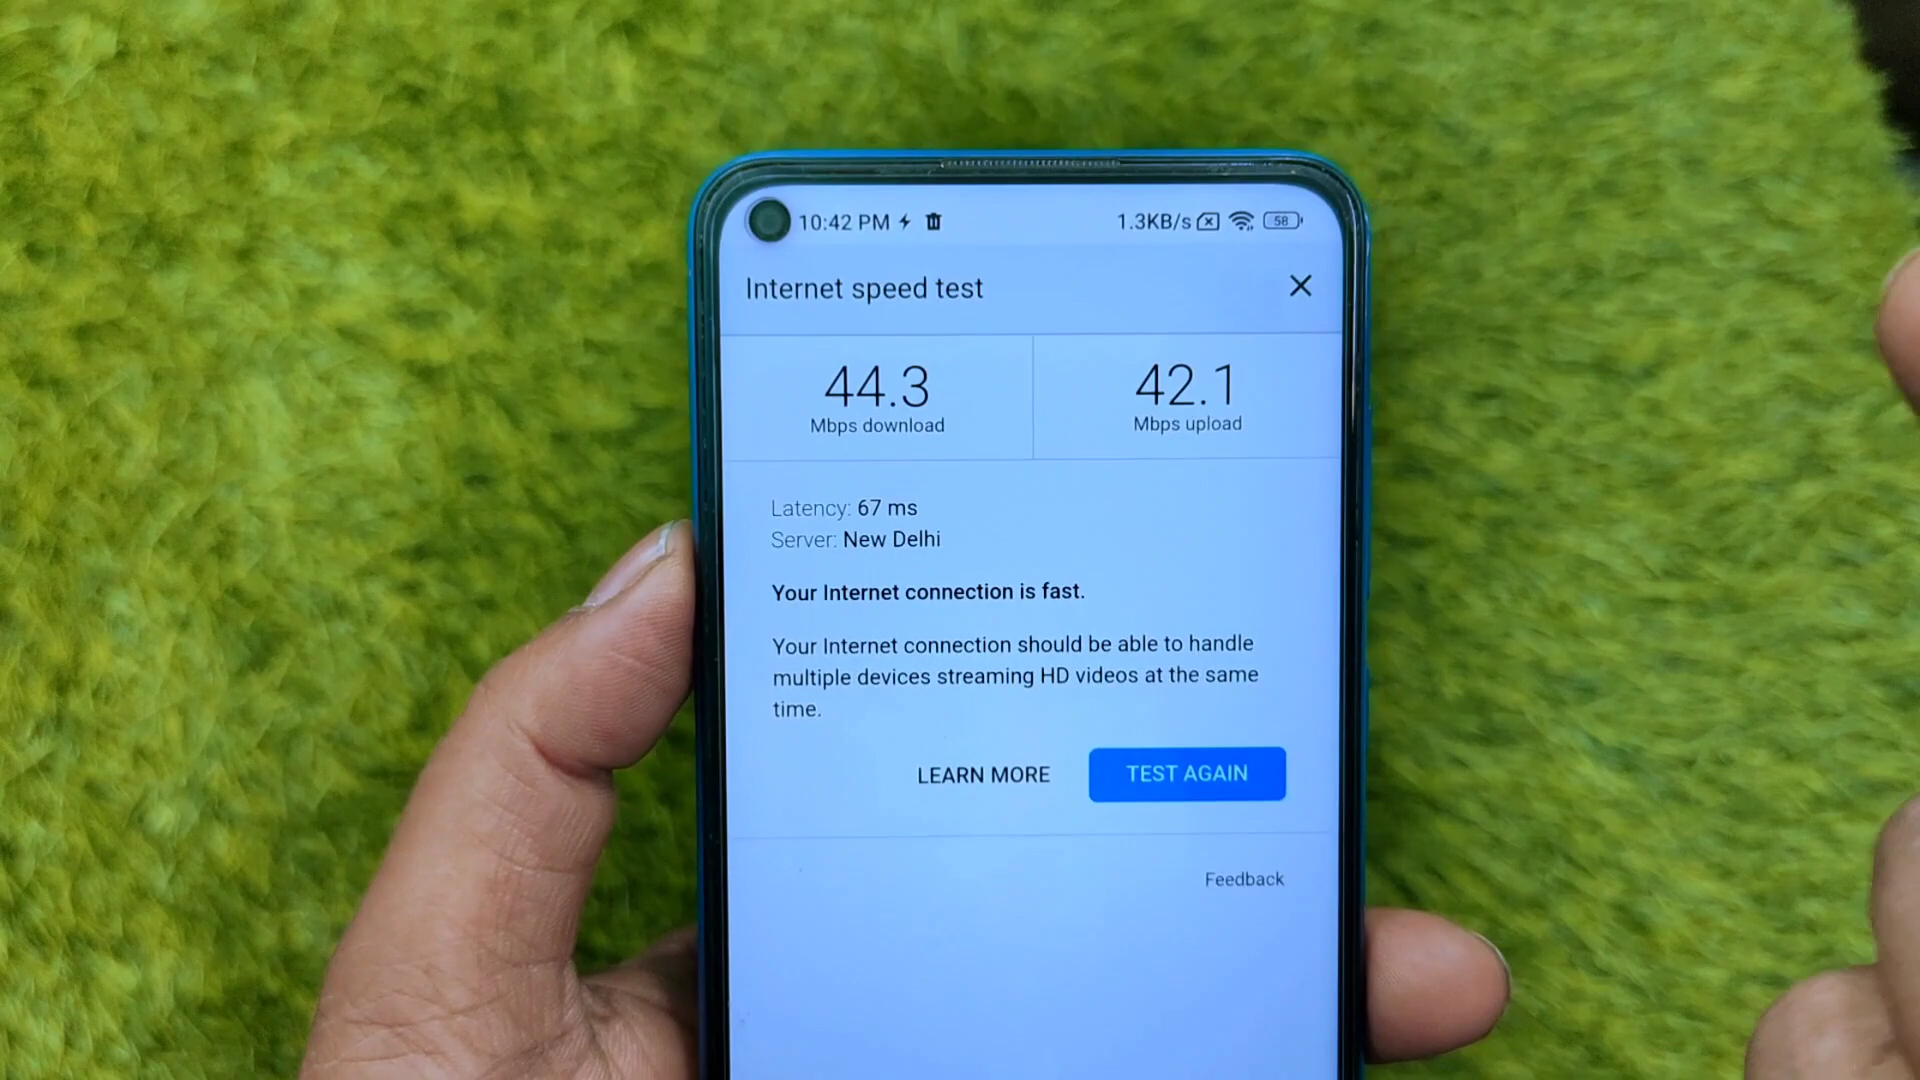 10:42 PM 1.3KB/s 58
Internet speed test
44.3 42.1
Mbps download Mbps upload
Latency: 67 ms
Server: New Delhi
Your Internet connection is fast.
Your Internet connection should be able to handle
multiple devices streaming HD videos at the same
time.
LEARN MORE TEST AGAIN
Feedback